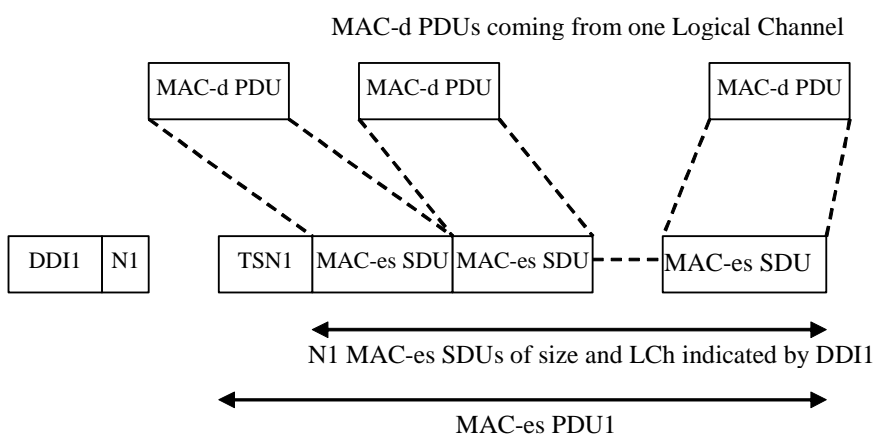 MAC-d PDUs coming from one Logical Channel
MAC-d PDU MAC-d PDU MAC-d PDU
DDI1 N1 TSN1 MAC-es SDU MAC-es SDU MAC-es SDU
N1 MAC-es SDUs of size and LCh indicated by DDI1
MAC-es PDU1